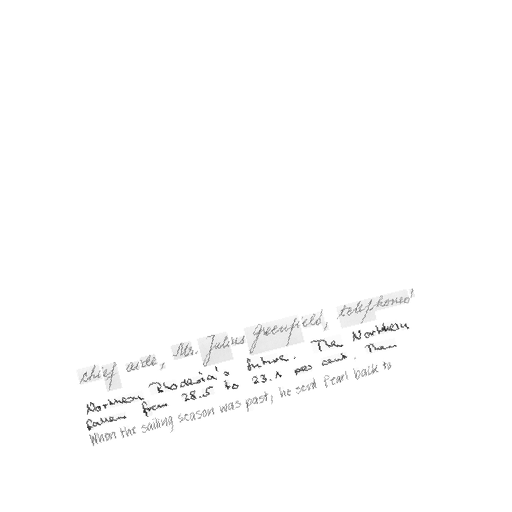 chief aide, Mr. Julius Greenfield, telephoned
Northern Rhodesia's future. The Northern
fallen from 28.5 to 23.1 per cent. Then
When the sailing season was past, he send Pearl back to